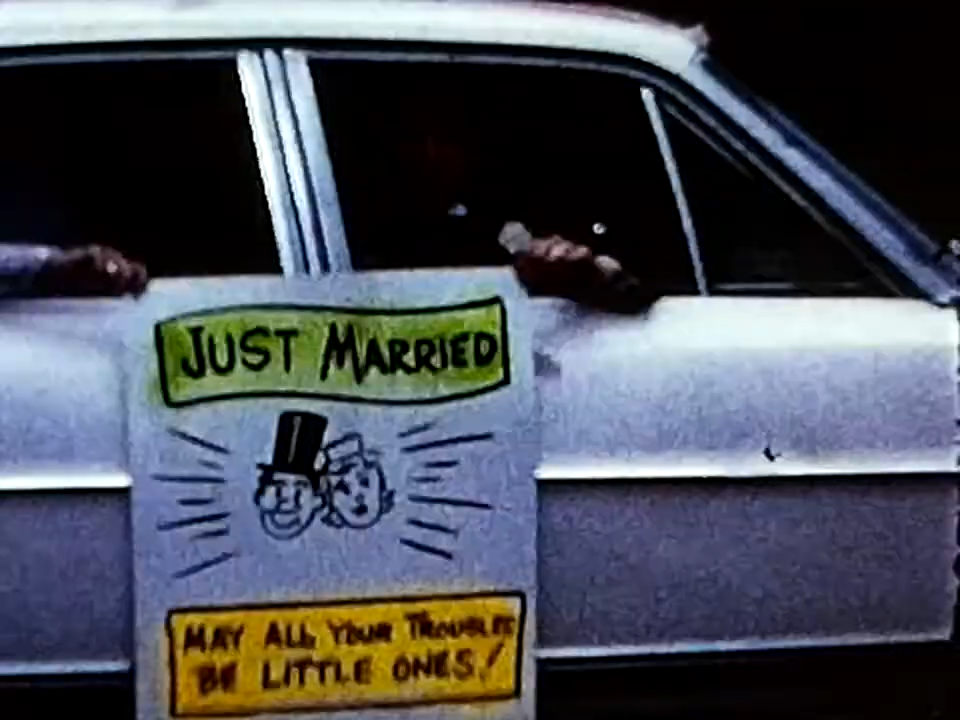 JUST MARRIED
MAY ALL YOUR TROUBLES
BE LITTLE ONES!